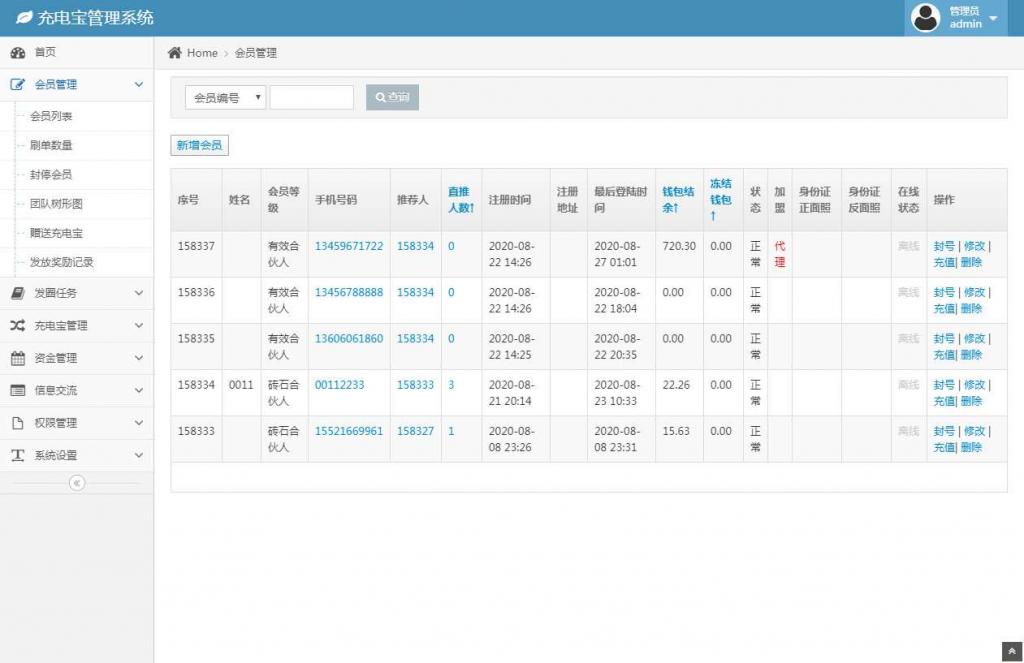 充电宝管理系统
管理员
admin
首页
会员管理
会员列表
刷单数量
封停会员
团队树形图
赠送充电宝
发放奖励记录
发圈任务
充电宝管理
资金管理
信息交流
权限管理
系统设置
Home > 会员管理
会员编号 查询
新增会员
序号 姓名 会员等级 手机号码 推荐人 直推人数↑ 注册时间 注册地址 最后登陆时间 钱包结余↑ 冻结钱包↑ 状态 加盟 身份证正面照 身份证反面照 在线状态 操作
158337 有效合伙人 13459671722 158334 0 2020-08-22 14:26 2020-08-27 01:01 720.30 0.00 正常 代理 离线 封号 | 修改 | 充值| 删除
158336 有效合伙人 13456788888 158334 0 2020-08-22 14:26 2020-08-22 18:04 0.00 0.00 正常 离线 封号 | 修改 | 充值| 删除
158335 有效合伙人 13606061860 158334 0 2020-08-22 14:25 2020-08-22 20:35 0.00 0.00 正常 离线 封号 | 修改 | 充值| 删除
158334 0011 砖石合伙人 00112233 158333 3 2020-08-21 20:14 2020-08-23 10:33 22.26 0.00 正常 离线 封号 | 修改 | 充值| 删除
158333 砖石合伙人 15521669961 158327 1 2020-08-08 23:26 2020-08-08 23:31 15.63 0.00 正常 离线 封号 | 修改 | 充值| 删除